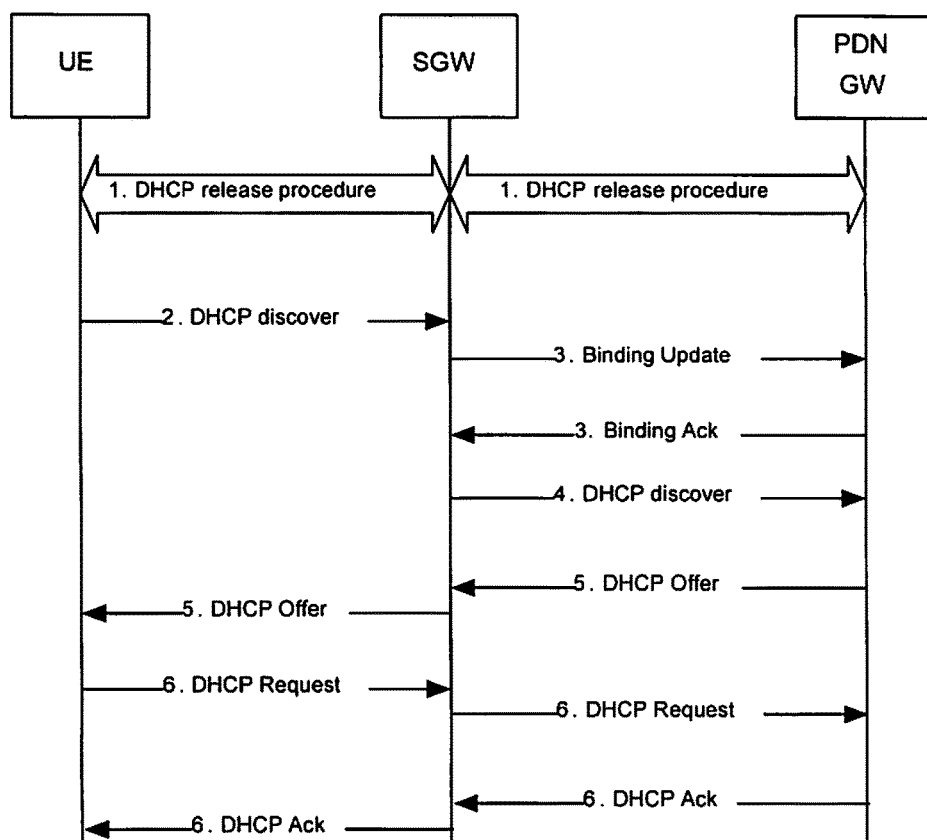 UE
SGW
PDN
GW
1. DHCP release procedure
1. DHCP release procedure
2. DHCP discover
3. Binding Update
3. Binding Ack
4. DHCP discover
5. DHCP Offer
5. DHCP Offer
6. DHCP Request
6. DHCP Request
6. DHCP Ack
6. DHCP Ack